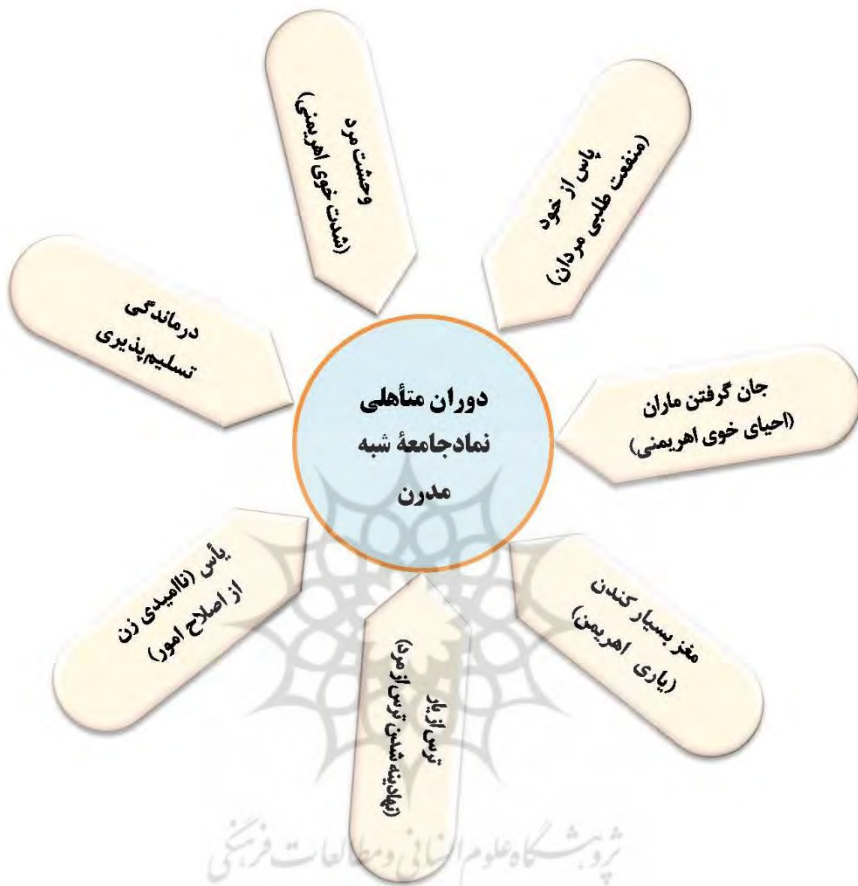 دوران متأهلی
نمادجامعۀ شبه
مدرن
وحشت مرد
(شدت خوی اهریمنی)
پاس از خود
(منفعت طلبی مردان)
جان گرفتن ماران
(احیای خوی اهریمنی)
مغز بسیار کندن
(یاری اهریمن)
ترس از یار
(نهادینه شدن ترس از مرد)
یأس (ناامیدی زن
از اصلاح امور)
درماندگی
تسلیم‌پذیری
پژوهشگاه علوم انسانی و مطالعات فرهنگی